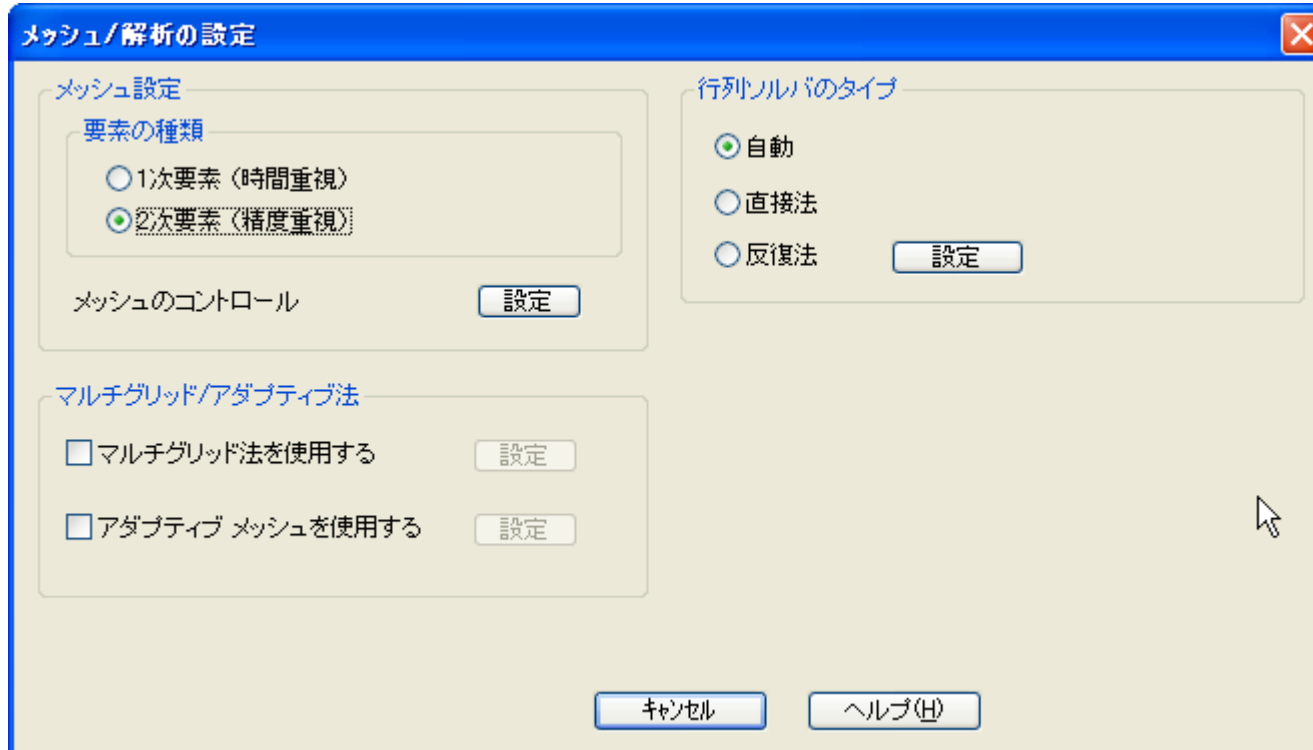 メッシュ/解析の設定
メッシュ設定
要素の種類
1次要素（時間重視）
2次要素（精度重視）
メッシュのコントロール
設定
マルチグリッド/アダプティブ法
マルチグリッド法を使用する
設定
アダプティブ メッシュを使用する
設定
行列ソルバのタイプ
自動
直接法
反復法
設定
キャンセル
ヘルプ(H)